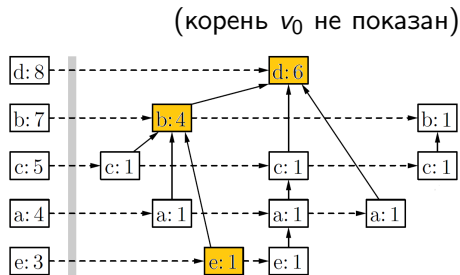 (корень v₀ не показан)
d: 8 d: 6
b: 7 b: 4 b: 1
c: 5 c: 1 c: 1 c: 1
a: 4 a: 1 a: 1 a: 1
e: 3 e: 1 e: 1